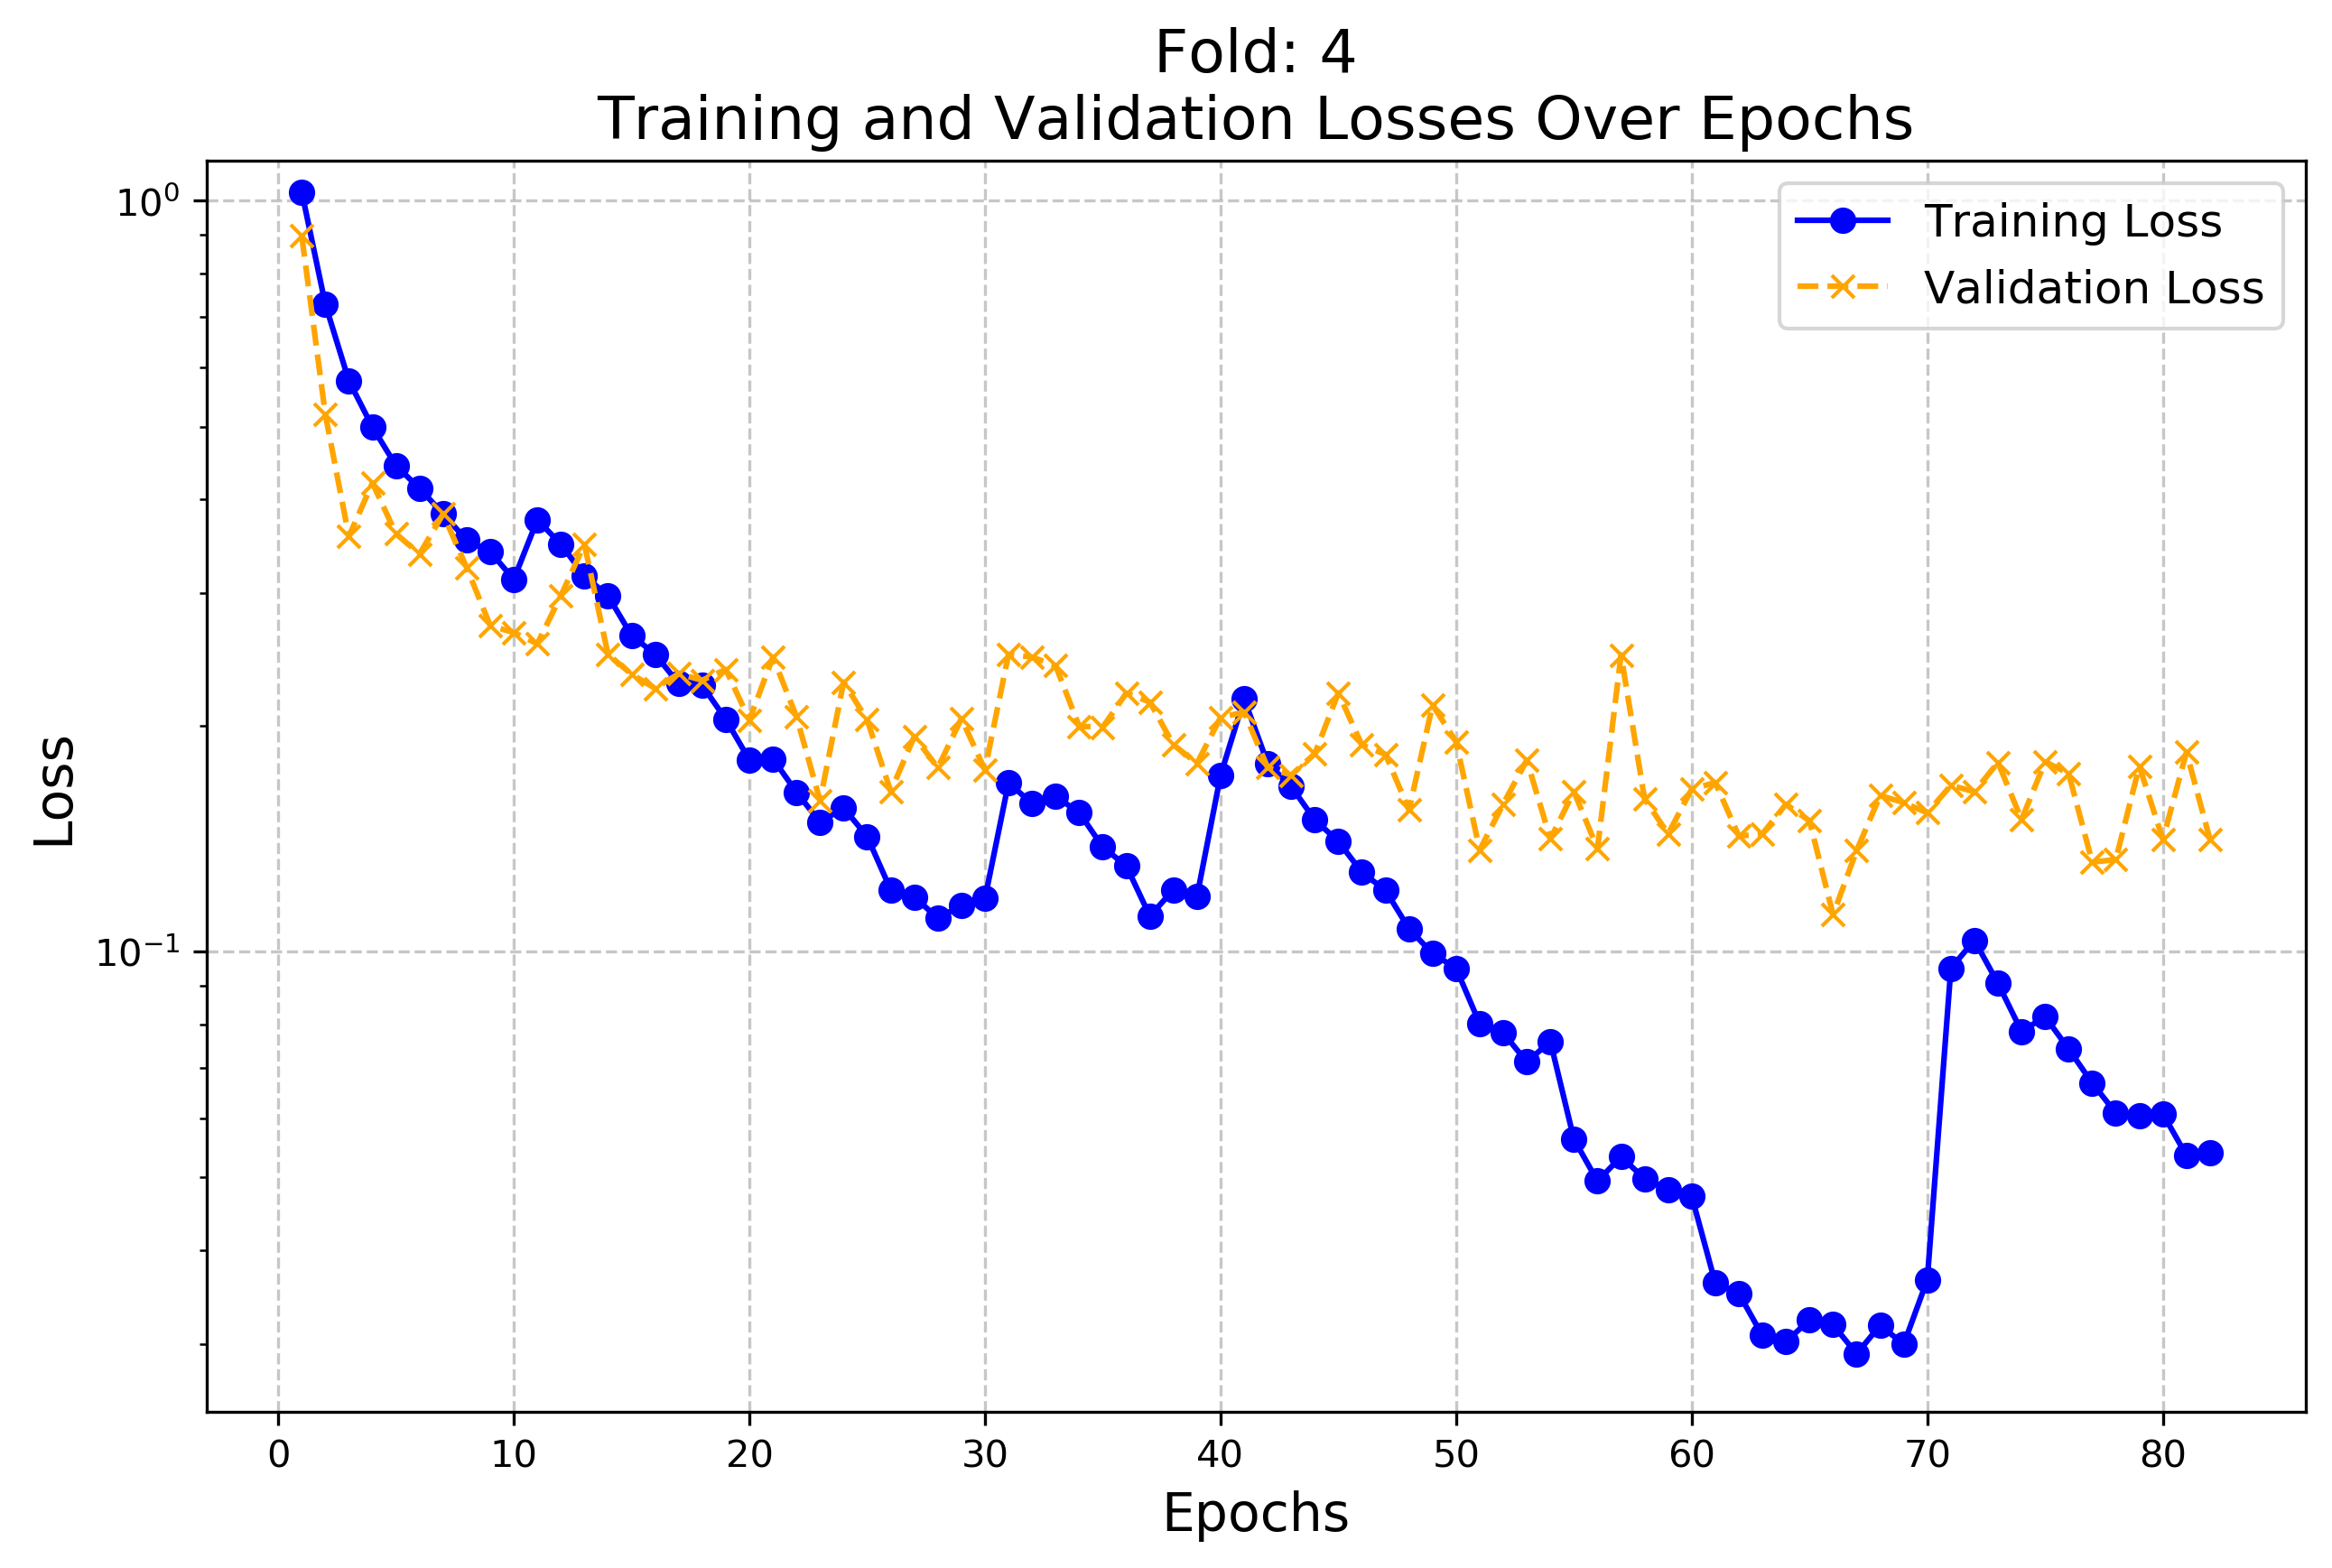 Fold: 4
Training and Validation Losses Over Epochs
10⁰
Training Loss
Validation Loss
Loss
10⁻¹
0 10 20 30 40 50 60 70 80
Epochs